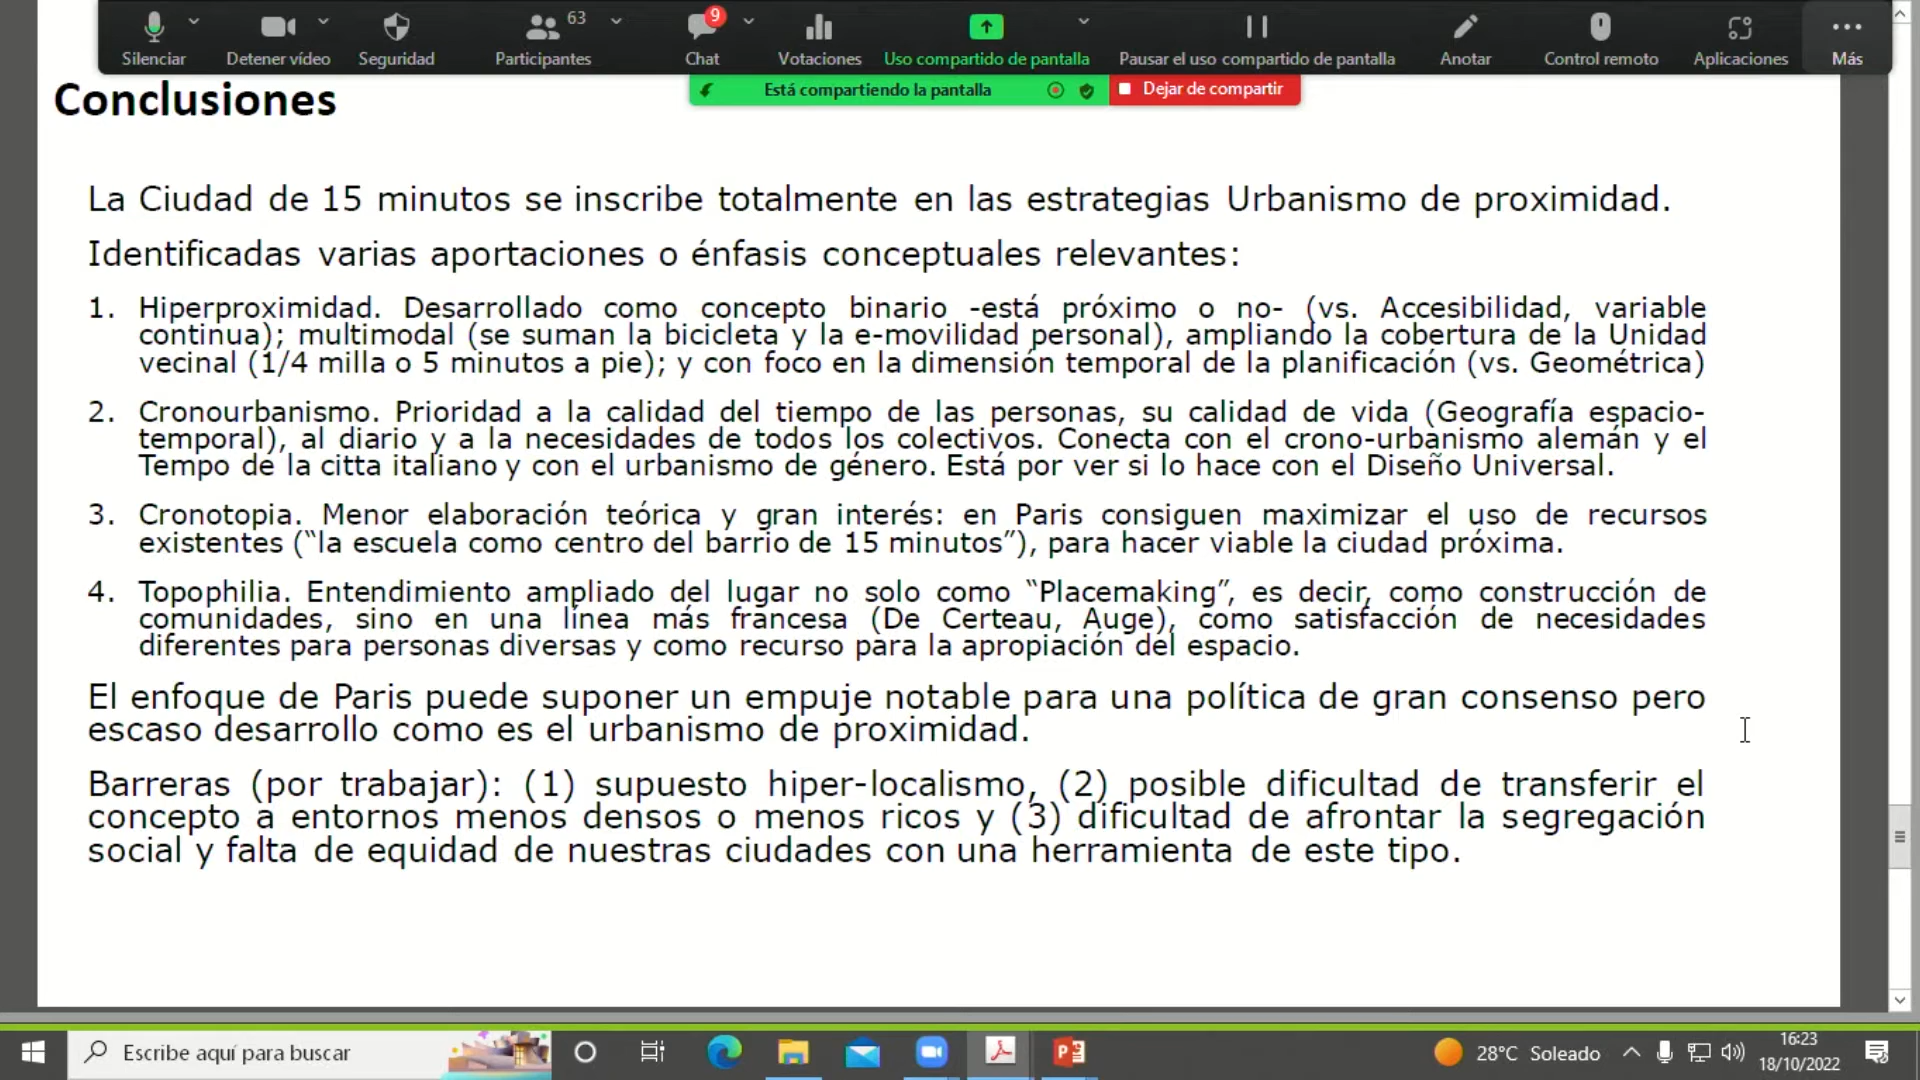 63
9
Silenciar
Detener vídeo
Seguridad
Participantes
Chat
Votaciones
Uso compartido de pantalla
Pausar el uso compartido de pantalla
Anotar
Control remoto
Aplicaciones
Más
Está compartiendo la pantalla
Dejar de compartir
Conclusiones
La Ciudad de 15 minutos se inscribe totalmente en las estrategias Urbanismo de proximidad.
Identificadas varias aportaciones o énfasis conceptuales relevantes:
1. Hiperproximidad. Desarrollado como concepto binario -está próximo o no- (vs. Accesibilidad, variable
continua); multimodal (se suman la bicicleta y la e-movilidad personal), ampliando la cobertura de la Unidad
vecinal (1/4 milla o 5 minutos a pie); y con foco en la dimensión temporal de la planificación (vs. Geométrica)
2. Cronourbanismo. Prioridad a la calidad del tiempo de las personas, su calidad de vida (Geografía espacio-
temporal), al diario y a la necesidades de todos los colectivos. Conecta con el crono-urbanismo alemán y el
Tempo de la citta italiano y con el urbanismo de género. Está por ver si lo hace con el Diseño Universal.
3. Cronotopia. Menor elaboración teórica y gran interés: en Paris consiguen maximizar el uso de recursos
existentes (“la escuela como centro del barrio de 15 minutos”), para hacer viable la ciudad próxima.
4. Topophilia. Entendimiento ampliado del lugar no solo como “Placemaking”, es decir, como construcción de
comunidades, sino en una línea más francesa (De Certeau, Auge), como satisfacción de necesidades
diferentes para personas diversas y como recurso para la apropiación del espacio.
El enfoque de Paris puede suponer un empuje notable para una política de gran consenso pero
escaso desarrollo como es el urbanismo de proximidad.
Barreras (por trabajar): (1) supuesto hiper-localismo, (2) posible dificultad de transferir el
concepto a entornos menos densos o menos ricos y (3) dificultad de afrontar la segregación
social y falta de equidad de nuestras ciudades con una herramienta de este tipo.
Escribe aquí para buscar
28°C Soleado
16:23
18/10/2022